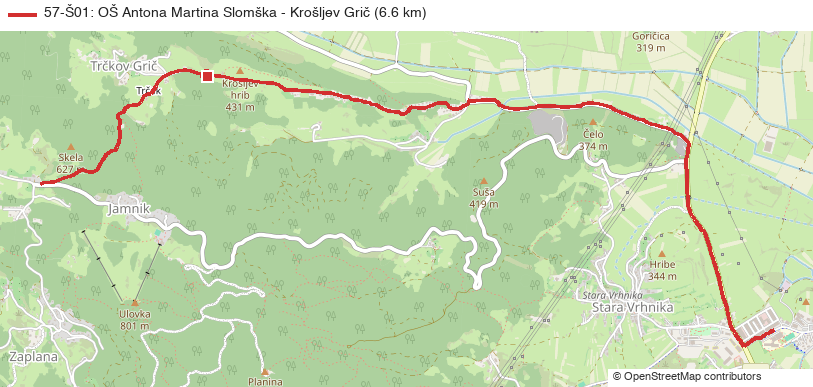 57-Š01: OŠ Antona Martina Slomška - Krošljev Grič (6.6 km)
Goričica
319 m
Trčkov Grič
Krošljev
hrib
431 m
Čelo
374 m
Skela
627
Suša
419 m
Jamnik
Hribe
344 m
Stara Vrhnika
Stara Vrhnika
Ulovka
801 m
Zaplana
Planina
© OpenStreetMap contributors